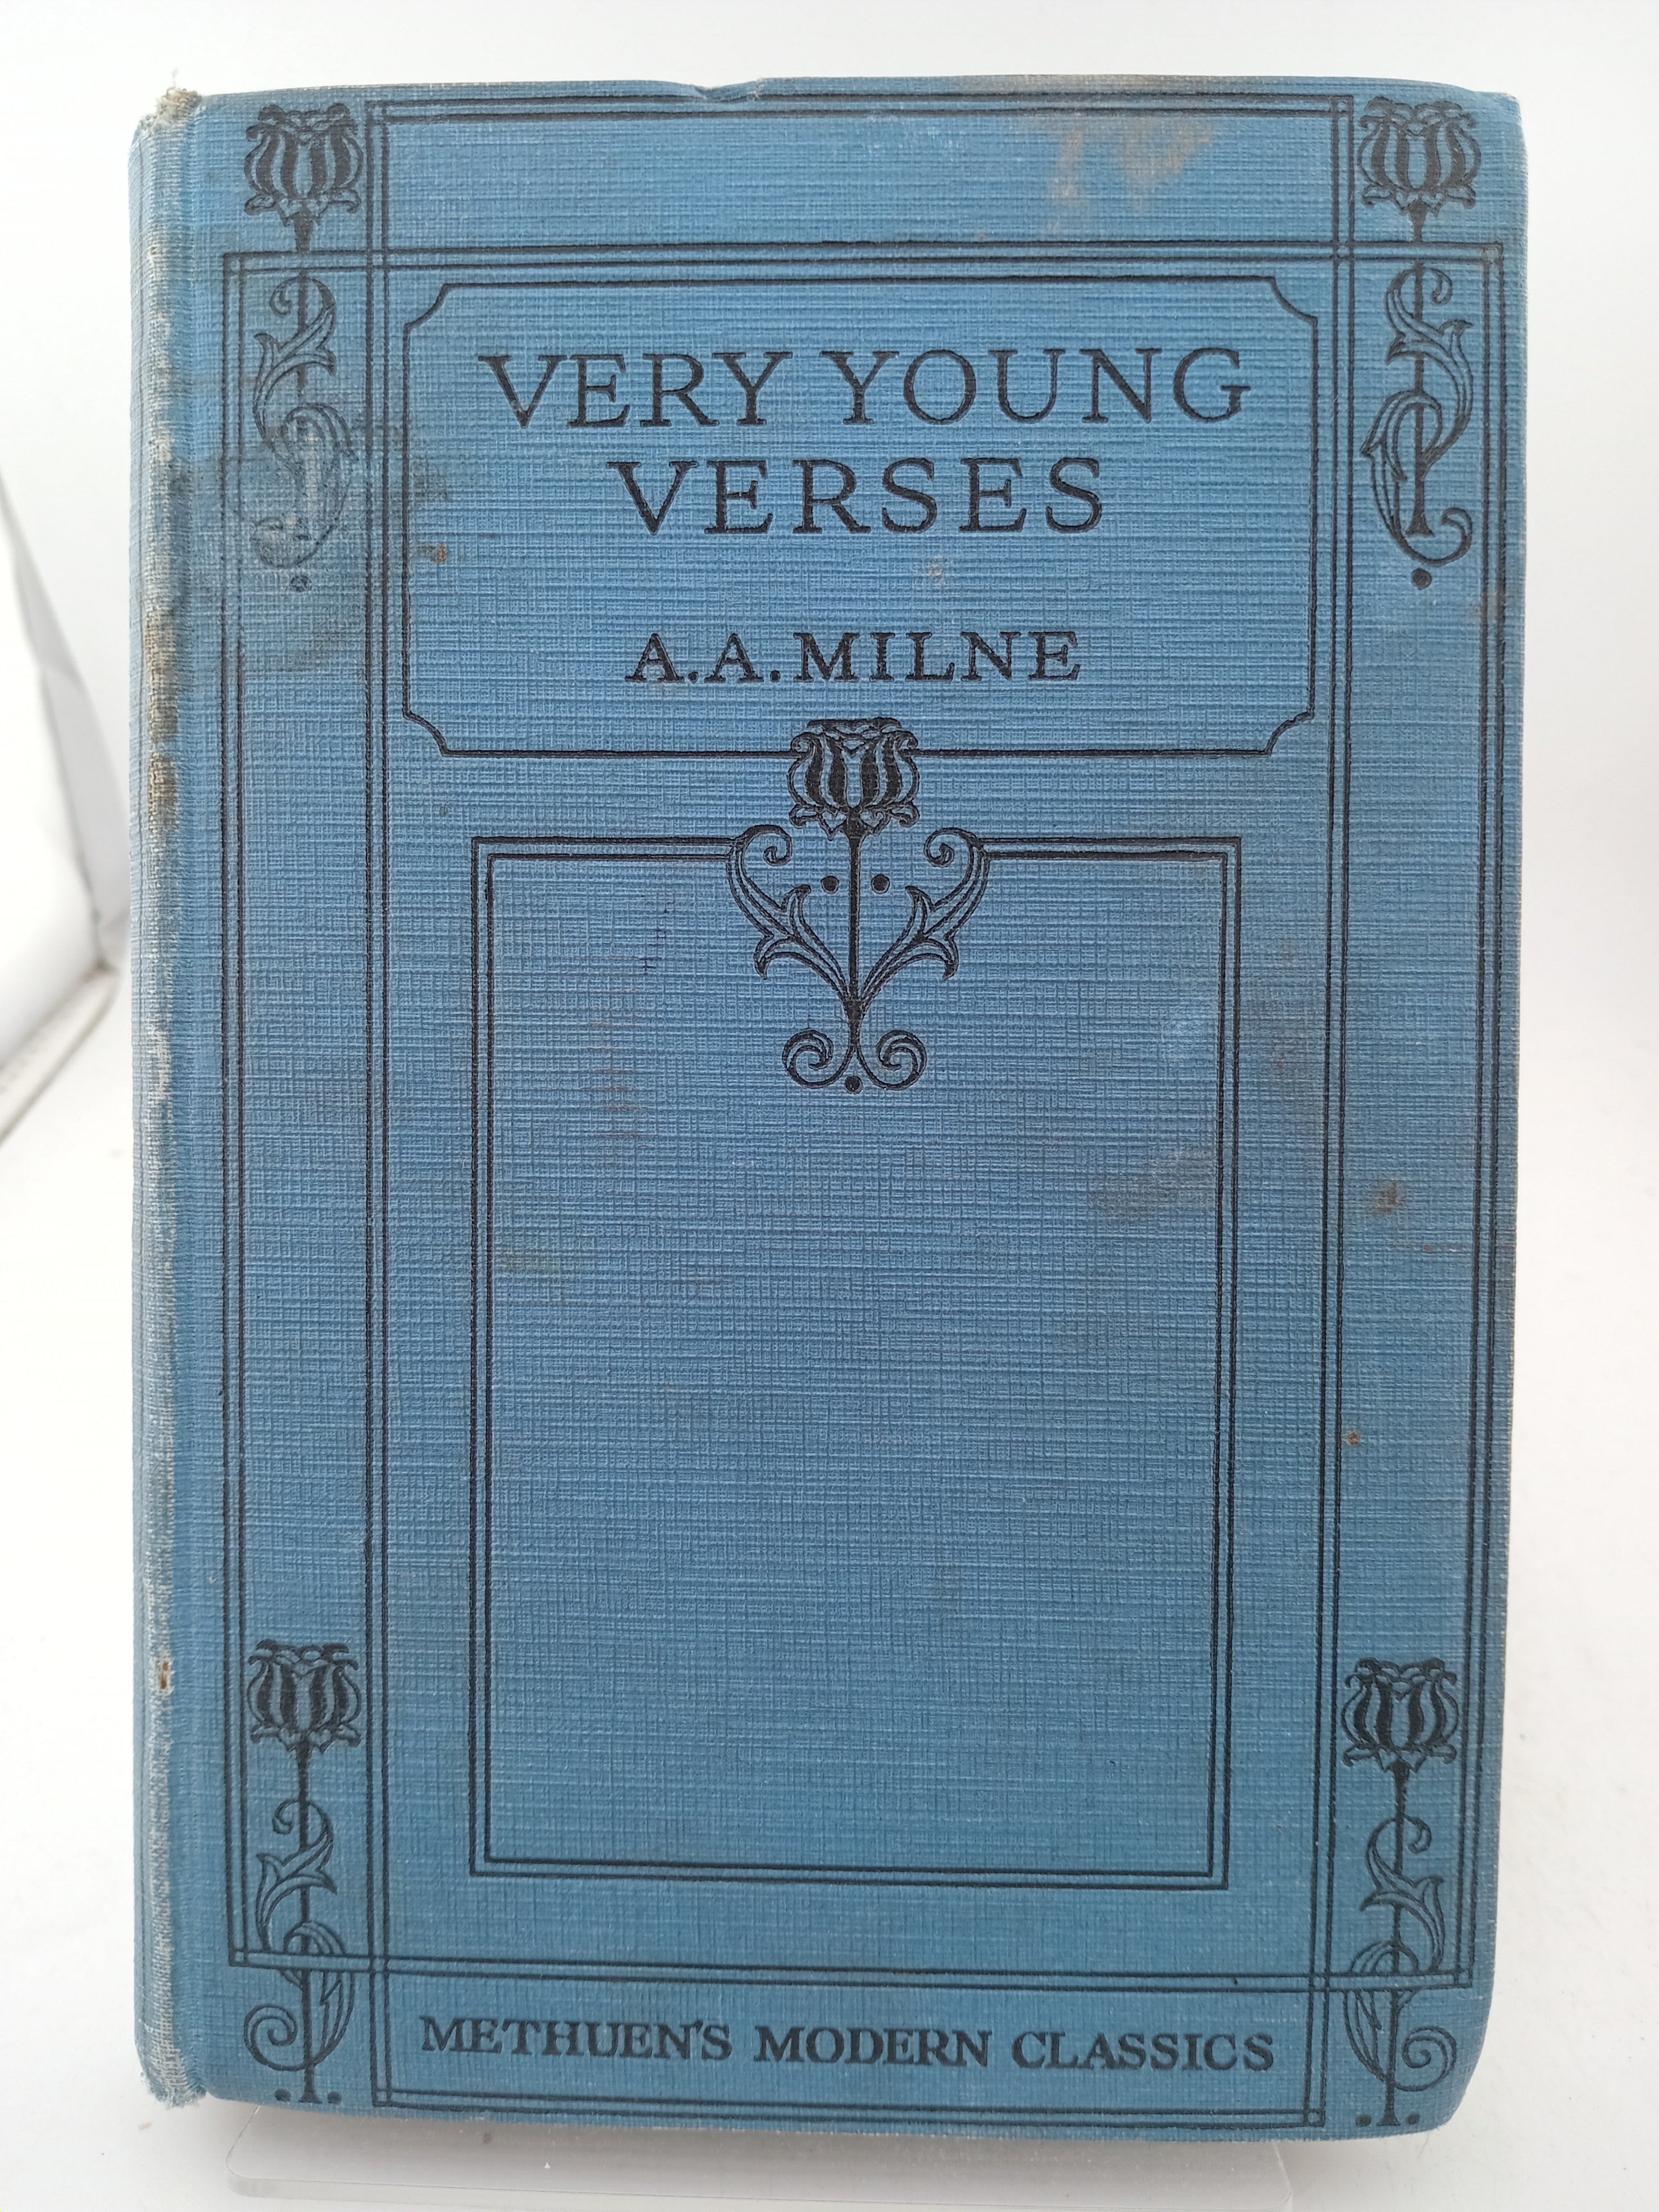 VERY YOUNG
VERSES
A.A.MILNE
METHUEN'S MODERN CLASSICS